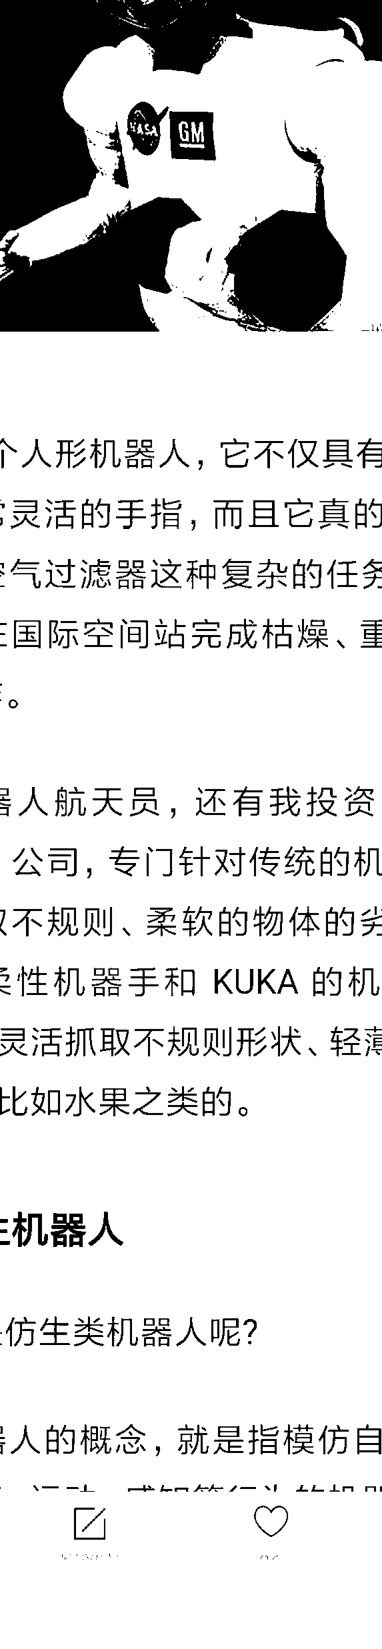 NASA
GM
个人形机器人，它不仅具有
常灵活的手指，而且它真的
空气过滤器这种复杂的任务
在国际空间站完成枯燥、重
。
器人航天员，还有我投资
公司，专门针对传统的机
取不规则、柔软的物体的劣
柔性机器手和 KUKA 的机
灵活抓取不规则形状、轻薄
比如水果之类的。
生机器人
是仿生类机器人呢？
器人的概念，就是指模仿自